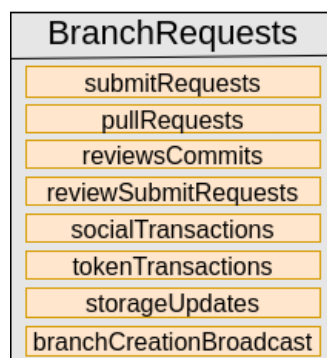 BranchRequests
submitRequests
pullRequests
reviewsCommits
reviewSubmitRequests
socialTransactions
tokenTransactions
storageUpdates
branchCreationBroadcast